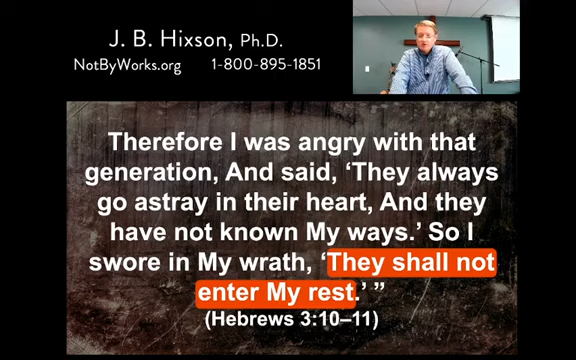 J. B. Hixson, Ph.D.
NotByWorks.org 1-800-895-1851
Therefore I was angry with that
generation, And said, ‘They always
go astray in their heart, And they
have not known My ways.’ So I
swore in My wrath, ‘They shall not
enter My rest.’ ”
(Hebrews 3:10–11)